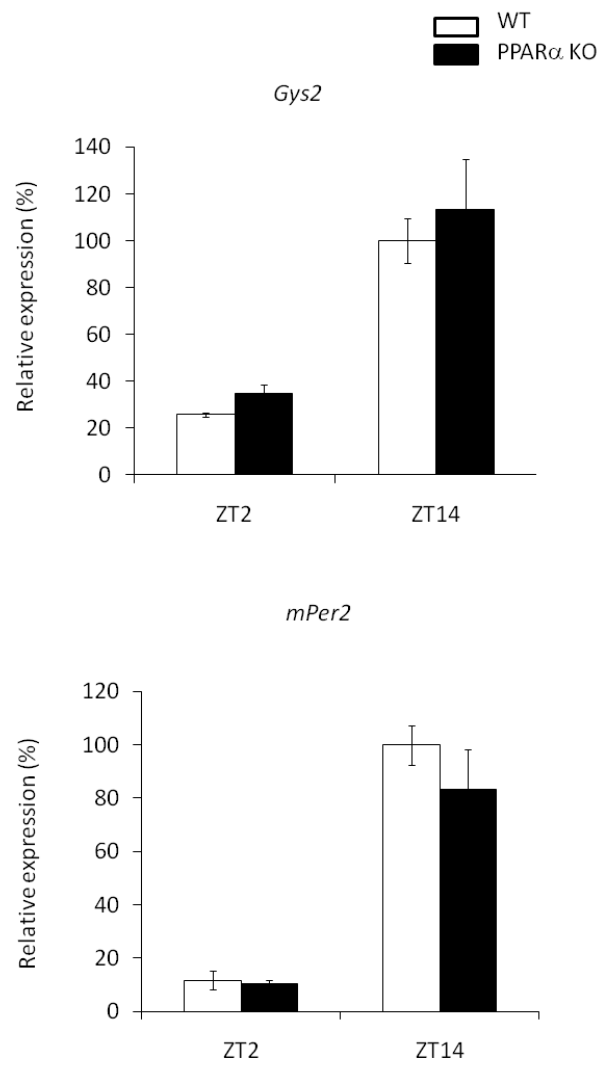 WT
PPARα KO
Gys2
Relative expression (%)
140
120
100
80
60
40
20
0
ZT2 ZT14
mPer2
Relative expression (%)
120
100
80
60
40
20
0
ZT2 ZT14